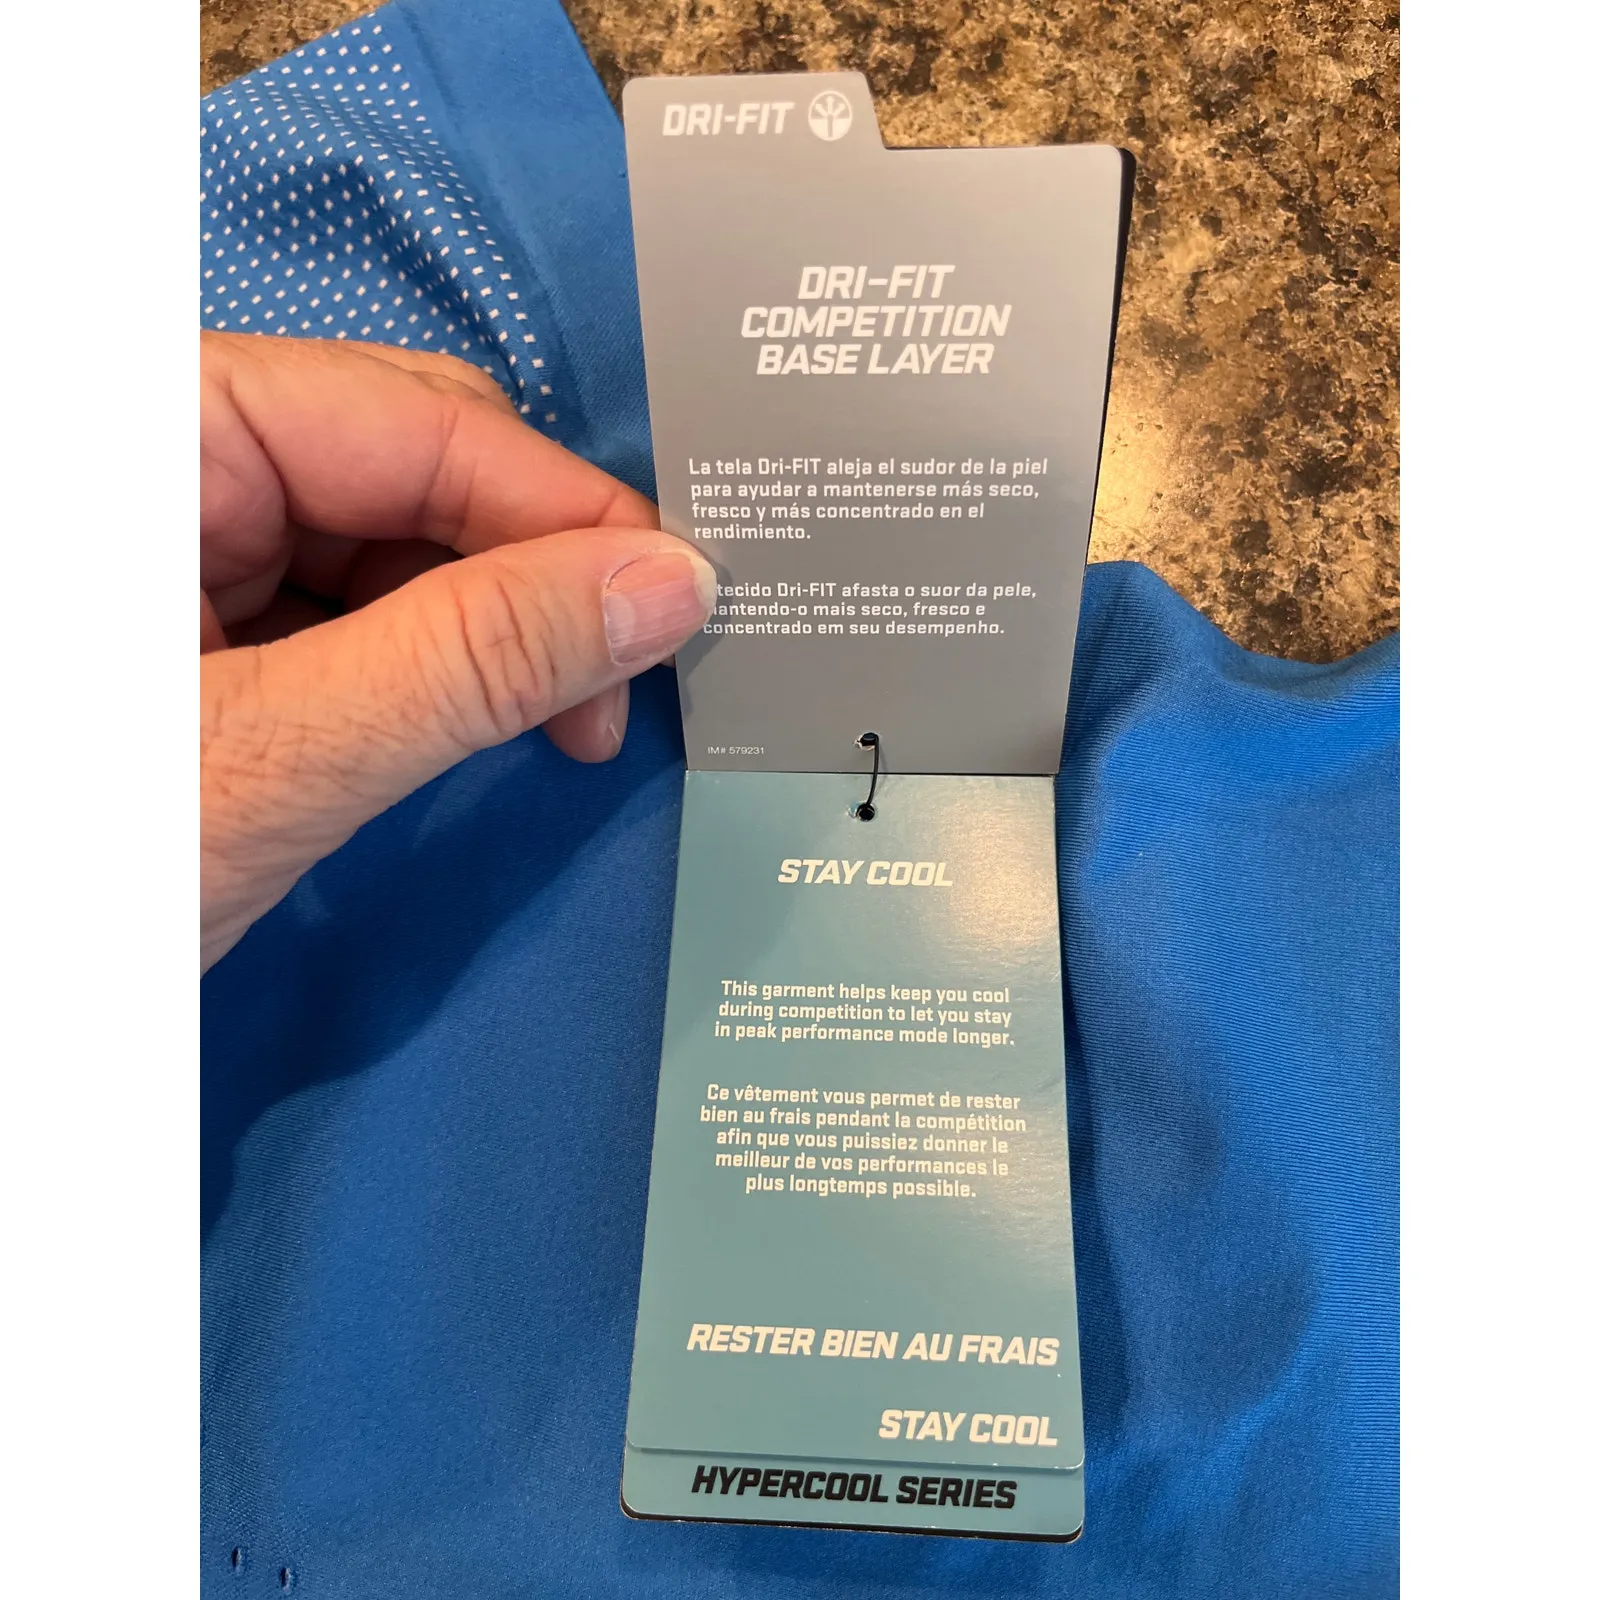 DRI-FIT
DRI-FIT
COMPETITION
BASE LAYER
La tela Dri-FIT aleja el sudor de la piel
para ayudar a mantenerse más seco,
fresco y más concentrado en el
rendimiento.
tecido Dri-FIT afasta o suor da pele,
mais seco, fresco e
concentrado em seu desempenho.
IM# 579231
STAY COOL
This garment helps keep you cool
during competition to let you stay
in peak performance mode longer.
Ce vêtement vous permet de rester
bien au frais pendant la compétition
afin que vous puissiez donner le
meilleur de vos performances le
plus longtemps possible.
RESTER BIEN AU FRAIS
STAY COOL
HYPERCOOL SERIES